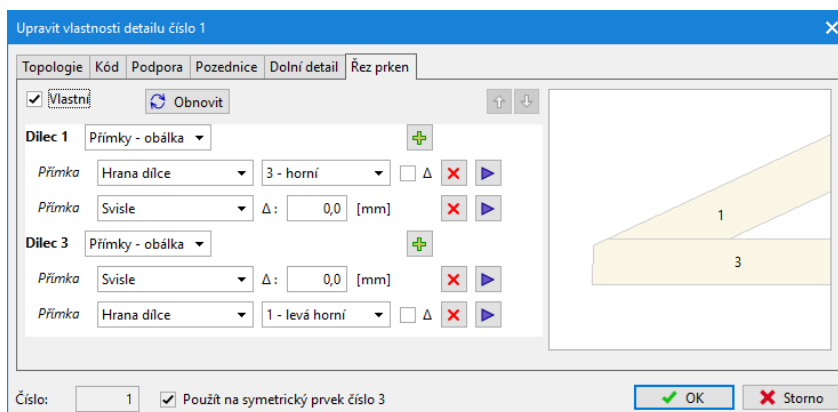 Upravit vlastnosti detailu číslo 1
Topologie Kód Podpora Pozednice Dolní detail Řez prken
Vlastní Obnovit
Dílec 1 Přímky - obálka
Přímka Hrana dílce 3 - horní Δ
Přímka Svisle Δ : 0,0 [mm]
Dílec 3 Přímky - obálka
Přímka Svisle Δ : 0,0 [mm]
Přímka Hrana dílce 1 - levá horní Δ
1
3
Číslo: 1 Použít na symetrický prvek číslo 3 OK Storno